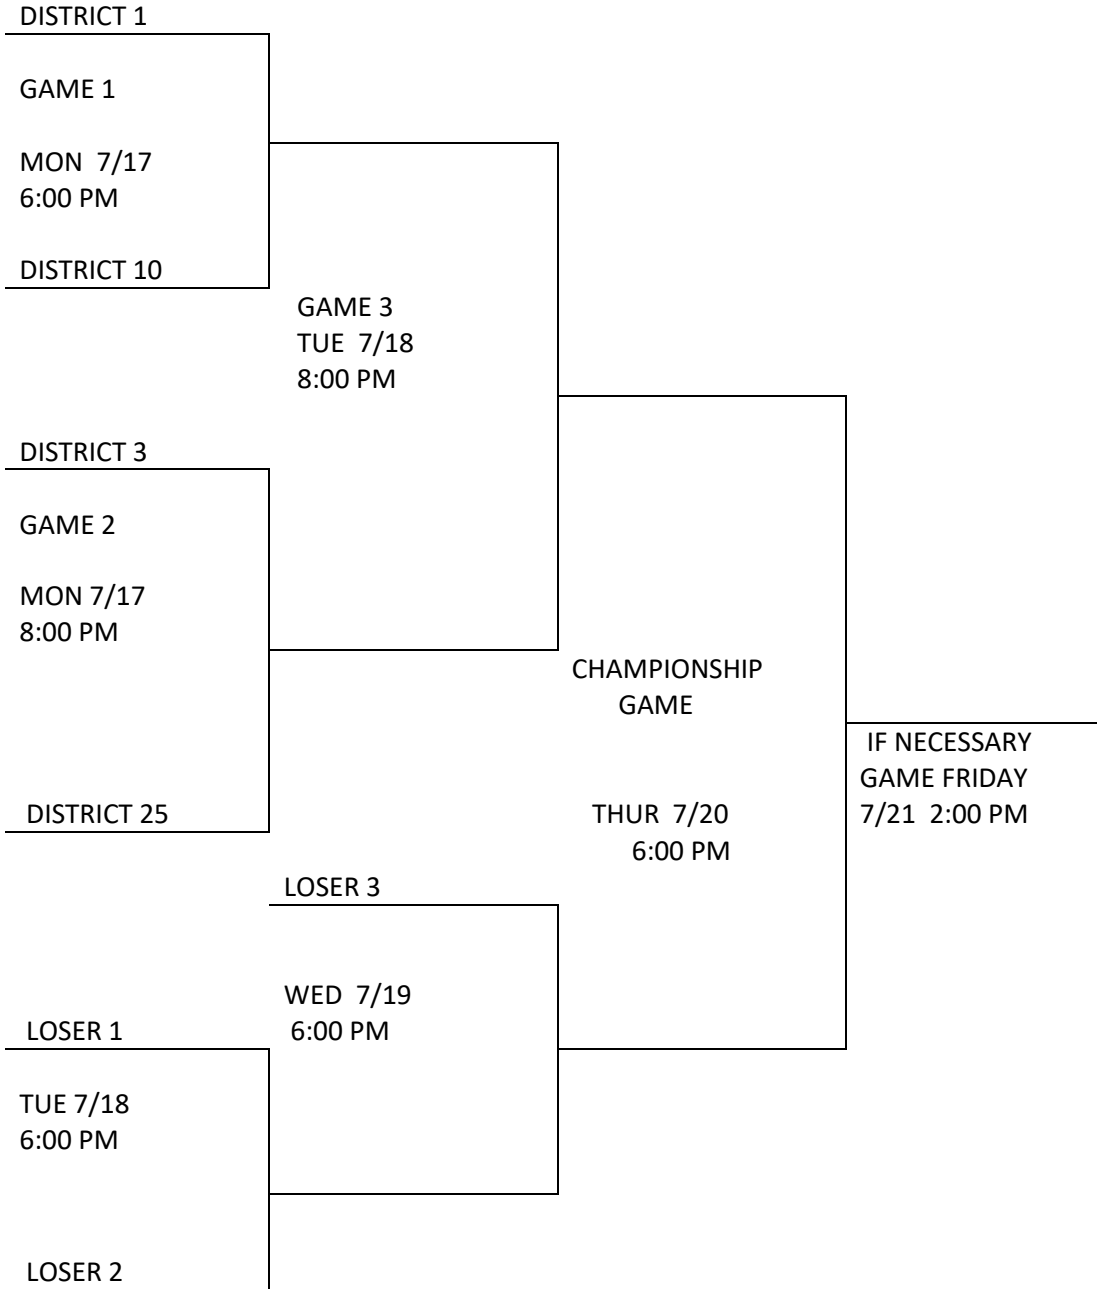 DISTRICT 1
GAME 1
MON  7/17
6:00 PM
DISTRICT 10
GAME 3
TUE  7/18
8:00 PM
DISTRICT 3
GAME 2
MON 7/17
8:00 PM
DISTRICT 25
CHAMPIONSHIP
GAME
THUR  7/20
6:00 PM
IF NECESSARY
GAME FRIDAY
7/21  2:00 PM
LOSER 3
WED  7/19
6:00 PM
LOSER 1
TUE 7/18
6:00 PM
LOSER 2